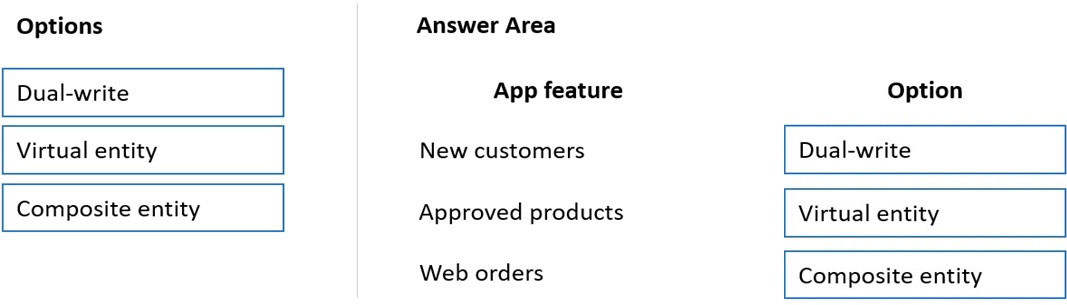 Options
Dual-write
Virtual entity
Composite entity
Answer Area
App feature Option
New customers Dual-write
Approved products Virtual entity
Web orders Composite entity